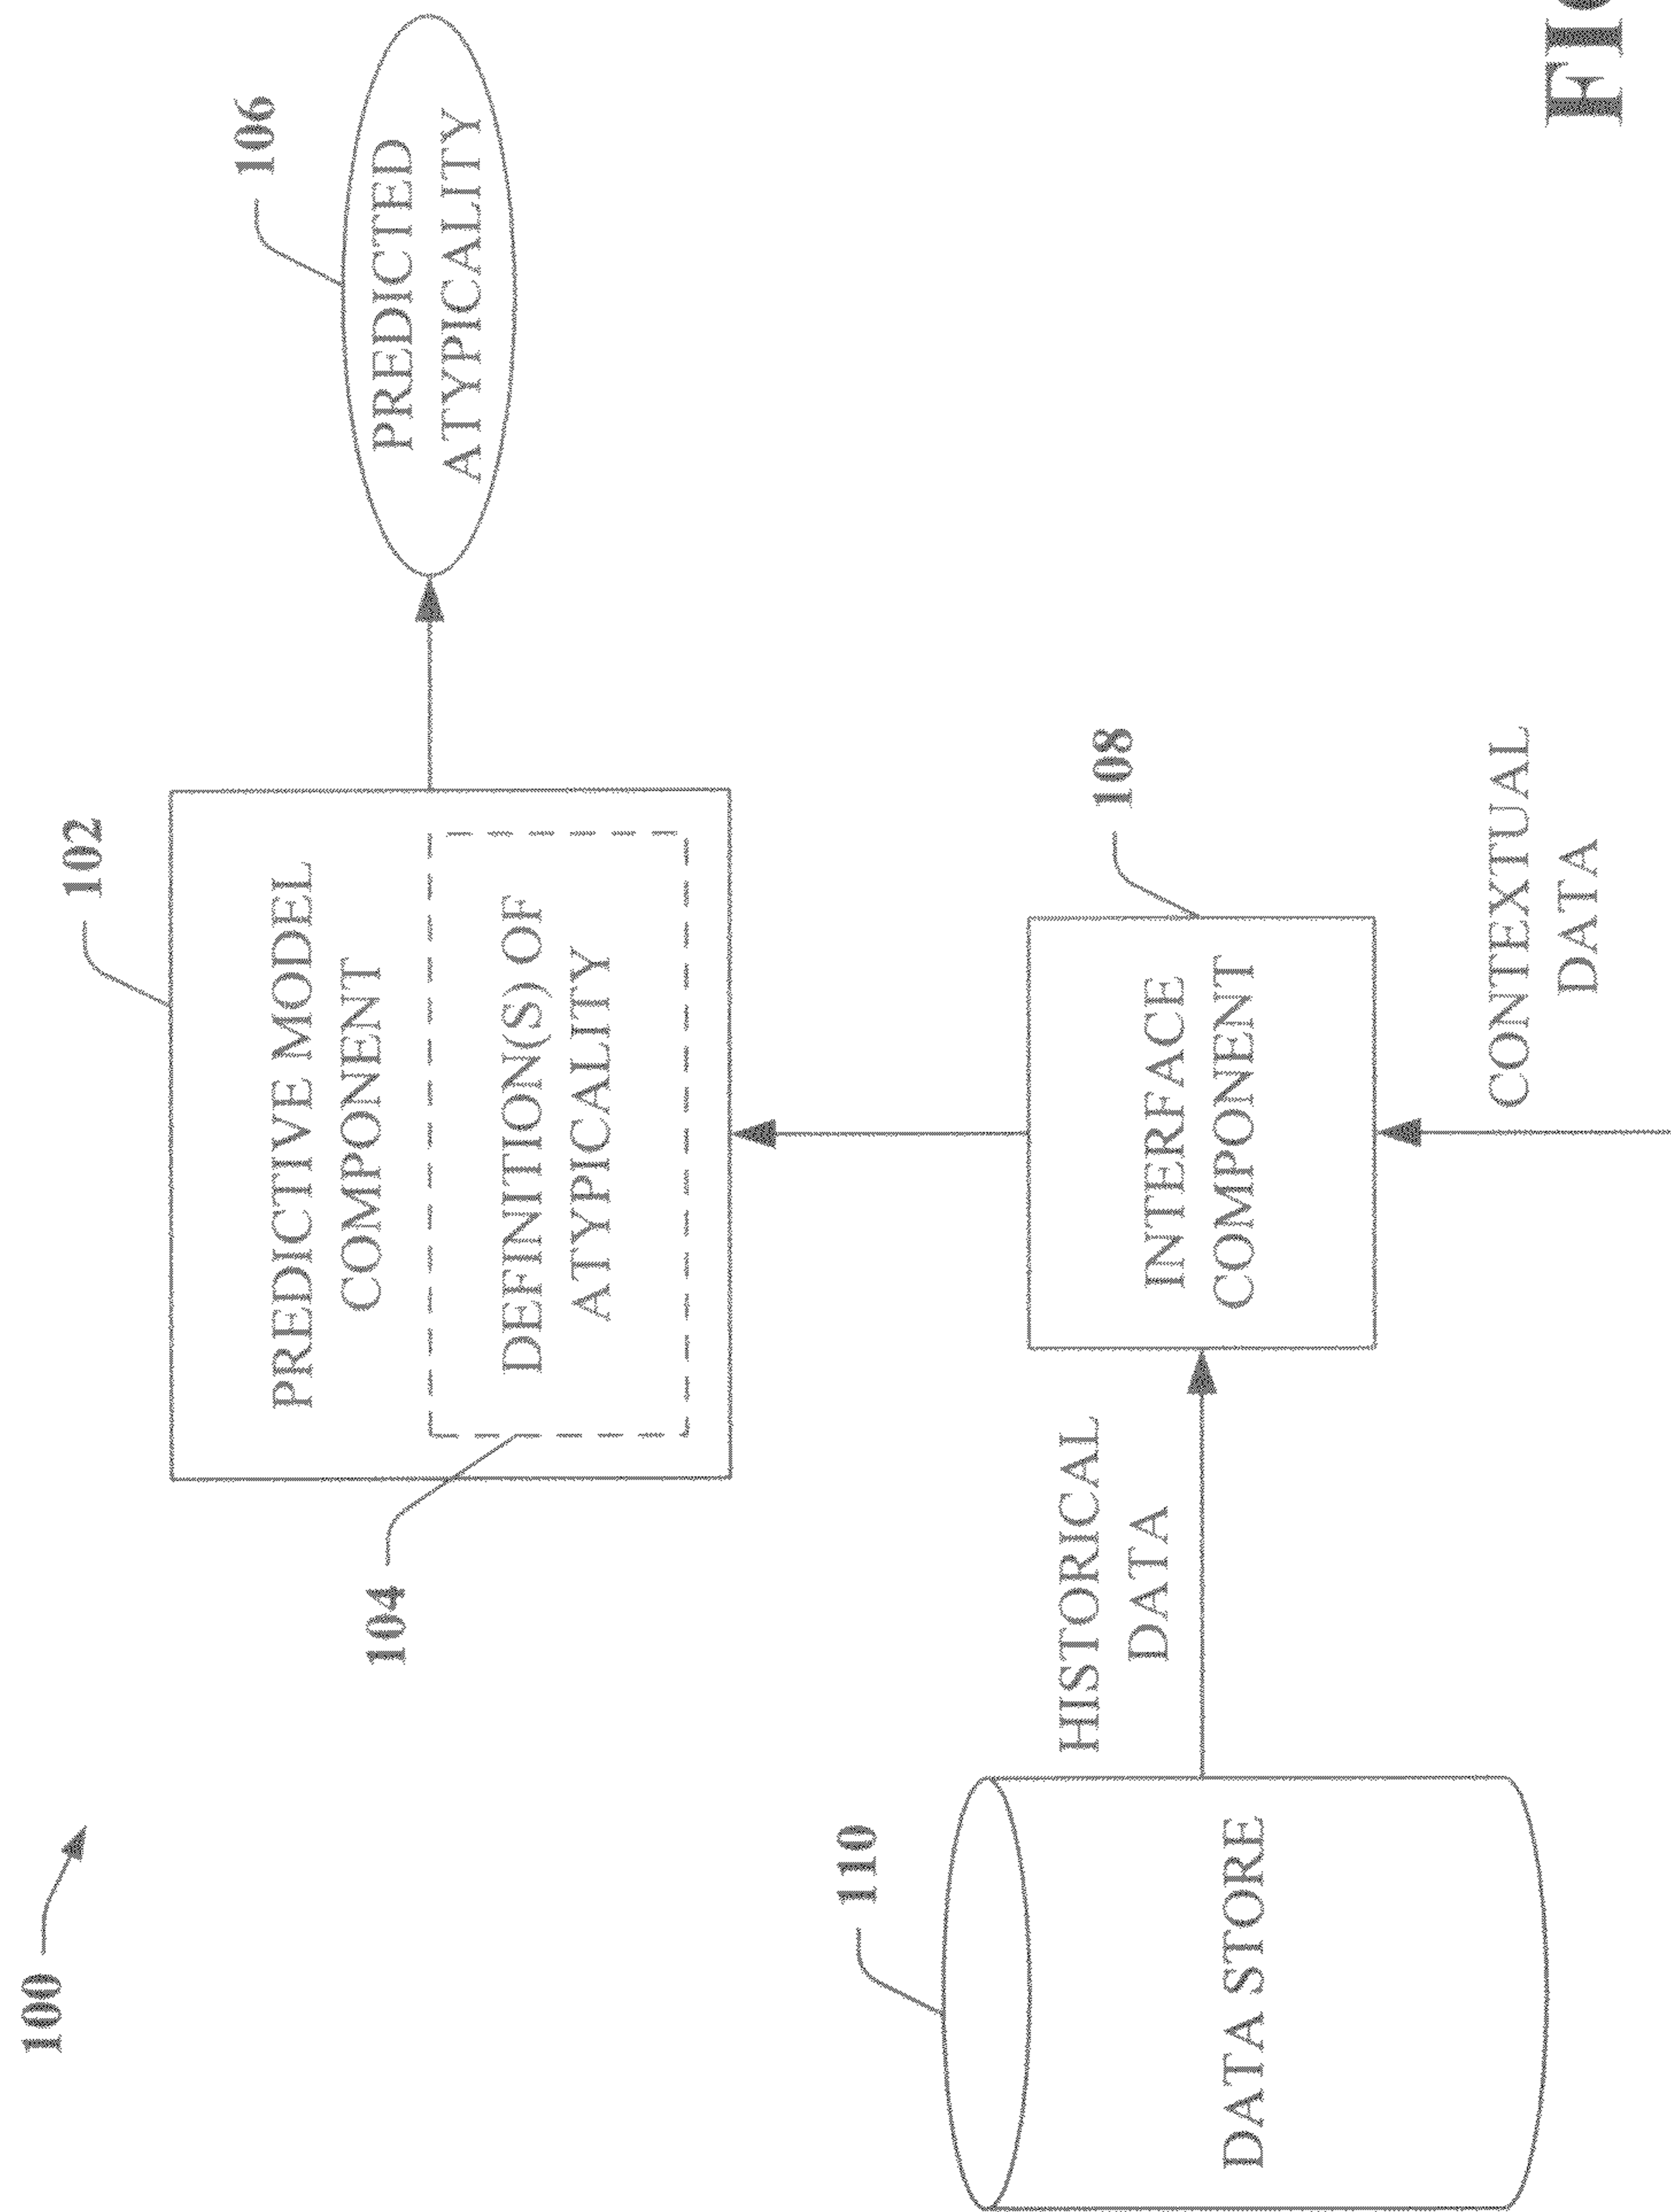 100
102
PREDICTIVE MODEL
COMPONENT
104
DEFINITION(S) OF
ATYPICALITY
106
PREDICTED
ATYPICALITY
110
DATA STORE
HISTORICAL
DATA
108
INTERFACE
COMPONENT
CONTEXTUAL
DATA